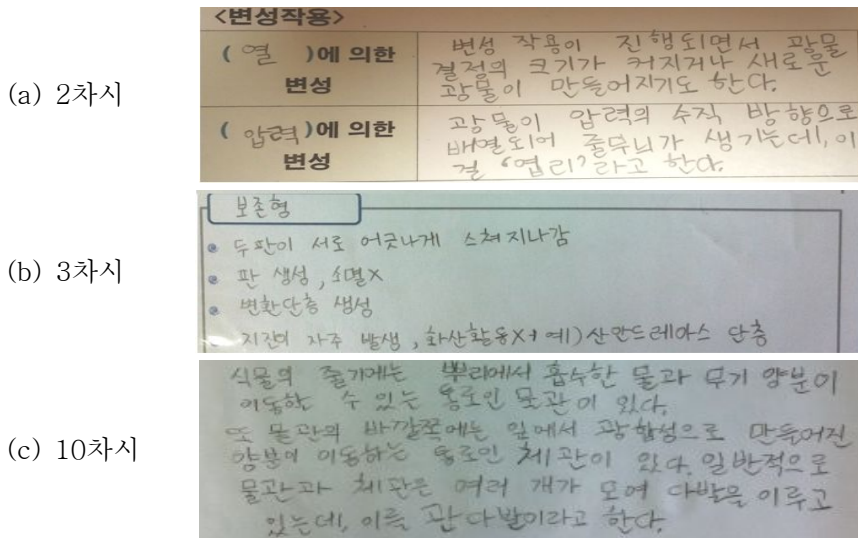 <변성작용>
(a) 2차시
( 열 )에 의한 변성
변성 작용이 진행되면서 광물
결정의 크기가 커지거나 새로운
광물이 만들어지기도 한다.
( 압력 )에 의한 변성
광물이 압력의 수직 방향으로
배열되어 줄무늬가 생기는데, 이
걸 '엽리'라고 한다.
(b) 3차시
보존형
두 판이 서로 어긋나게 스쳐 지나감
판 생성, 소멸X
변환단층 생성
지진이 자주 발생, 화산활동X 예) 산안드레아스 단층
(c) 10차시
식물의 줄기에는 뿌리에서 흡수한 물과 무기 양분이
이동할 수 있는 통로인 물관이 있다.
또 물관의 바깥쪽에는 잎에서 광합성으로 만들어진
양분이 이동하는 통로인 체관이 있다. 일반적으로
물관과 체관은 여러 개가 모여 다발을 이루고
있는데, 이를 관다발이라고 한다.